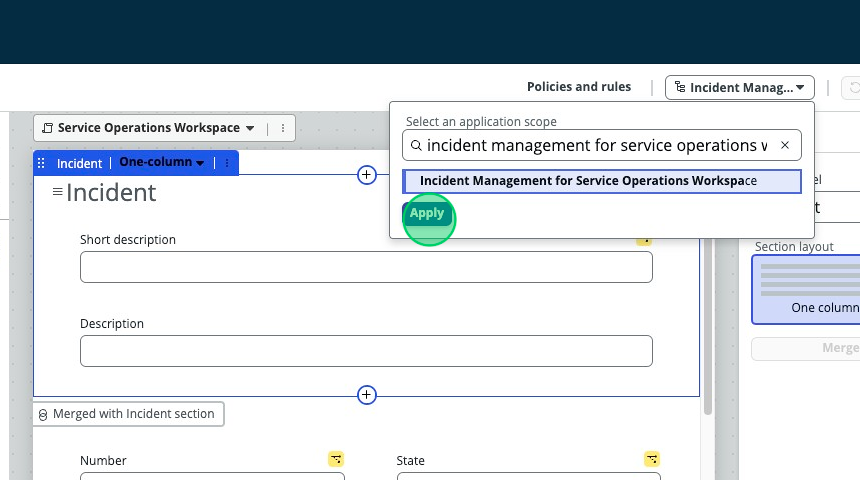 Policies and rules
Incident Manag...
Select an application scope
Service Operations Workspace
incident management for service operations w
Incident One-column
Incident Management for Service Operations Workspace
Incident
Apply
el
t
Short description
Section layout
One column
Description
Merge
Merged with Incident section
Number
State